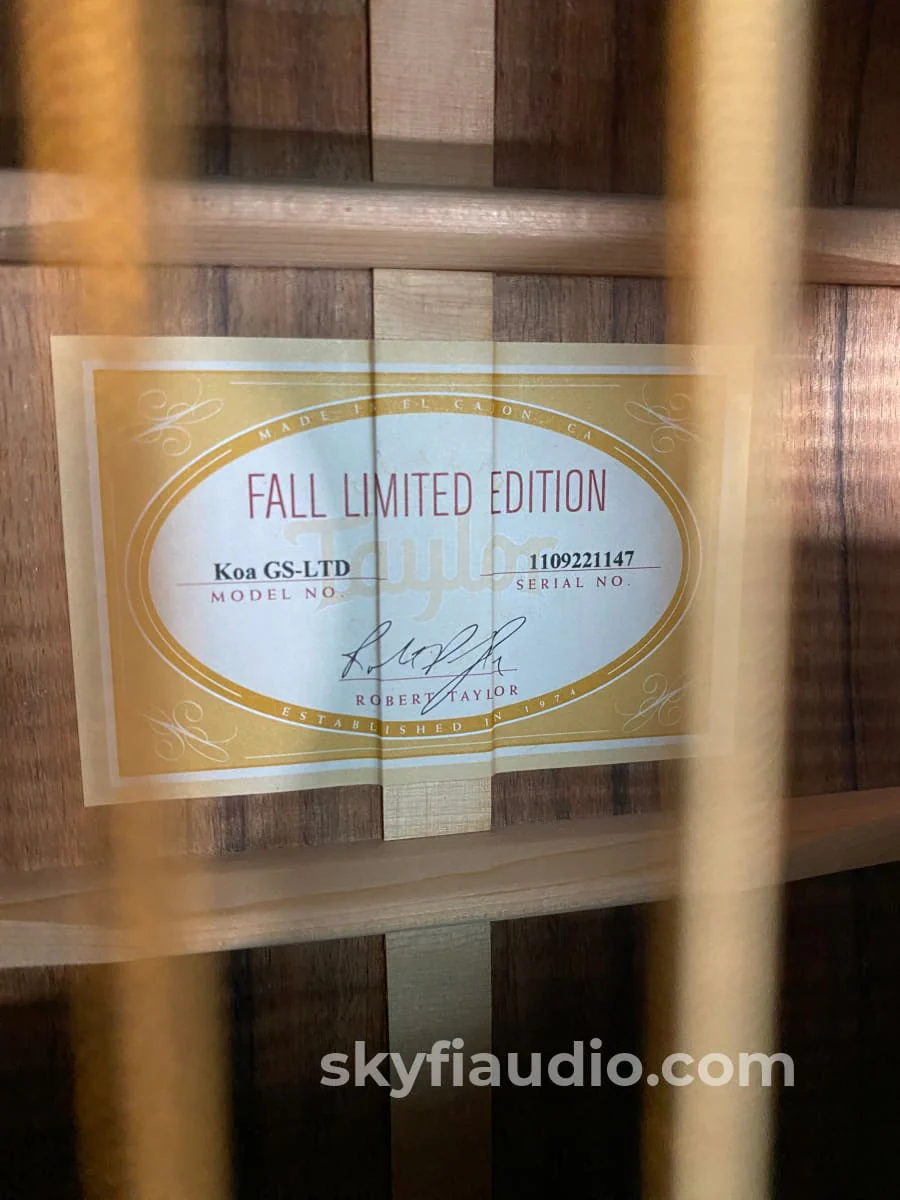 MADE IN EL CAJON, CA
FALL LIMITED EDITION
Taylor
Koa GS-LTD 1109221147
MODEL NO. SERIAL NO.
ROBERT TAYLOR
ESTABLISHED IN 1974
skyfiaudio.com